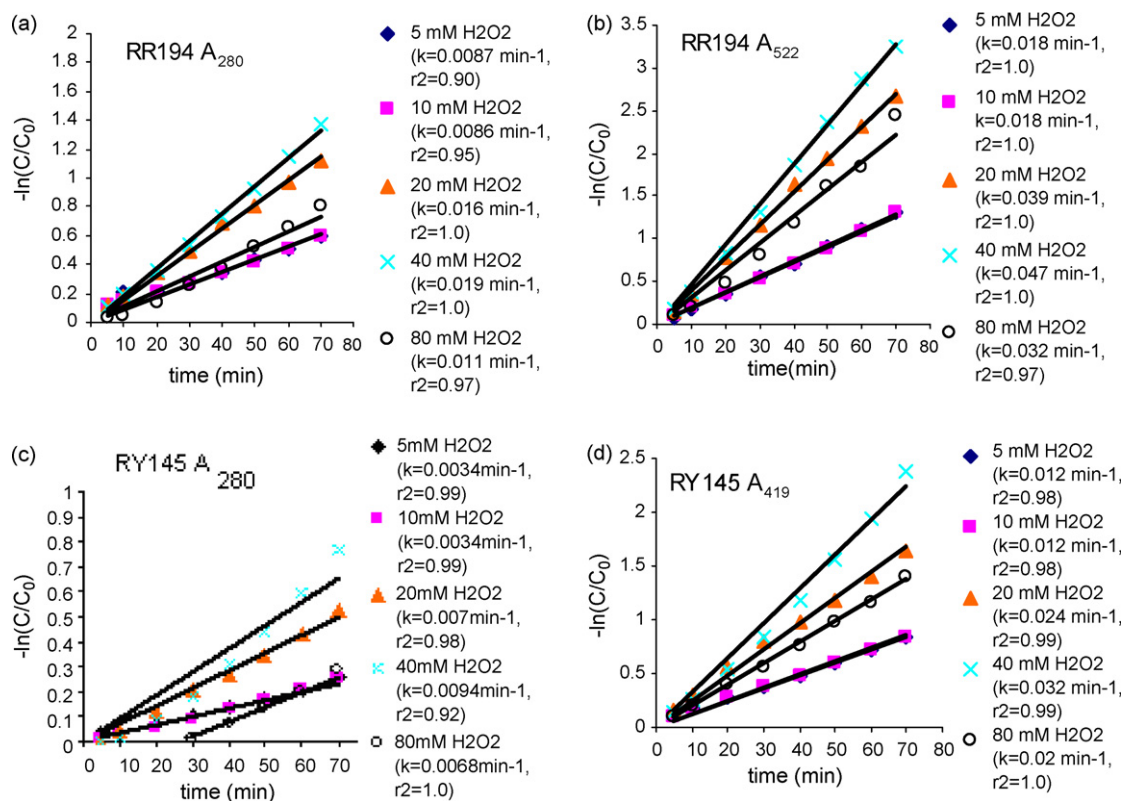 (a)
RR194 A280
-ln(C/C0)
1.8
1.6
1.4
1.2
1
0.8
0.6
0.4
0.2
0
0 10 20 30 40 50 60 70 80
time (min)
5 mM H2O2
(k=0.0087 min-1,
r2=0.90)
10 mM H2O2
(k=0.0086 min-1,
r2=0.95)
20 mM H2O2
(k=0.016 min-1,
r2=1.0)
40 mM H2O2
(k=0.019 min-1,
r2=1.0)
80 mM H2O2
(k=0.011 min-1,
r2=0.97)
(b)
RR194 A522
-ln(C/C0)
3.5
3
2.5
2
1.5
1
0.5
0
0 10 20 30 40 50 60 70 80
time(min)
5 mM H2O2
(k=0.018 min-1,
r2=1.0)
10 mM H2O2
k=0.018 min-1,
r2=1.0)
20 mM H2O2
(k=0.039 min-1,
r2=1.0)
40 mM H2O2
(k=0.047 min-1,
r2=1.0)
80 mM H2O2
(k=0.032 min-1,
r2=0.97)
(c)
RY145 A 280
-ln(C/C0)
1
0.9
0.8
0.7
0.6
0.5
0.4
0.3
0.2
0.1
0
0 10 20 30 40 50 60 70
time (min)
5mM H2O2
(k=0.0034min-1,
r2=0.99)
10mM H2O2
(k=0.0034min-1,
r2=0.99)
20mM H2O2
(k=0.007min-1,
r2=0.98)
40mM H2O2
(k=0.0094min-1,
r2=0.92)
80mM H2O2
(k=0.0068min-1,
r2=1.0)
(d)
RY145 A419
-ln(C/C0)
2.5
2
1.5
1
0.5
0
0 10 20 30 40 50 60 70 80
time (min)
5 mM H2O2
(k=0.012 min-1,
r2=0.98)
10 mM H2O2
(k=0.012 min-1,
r2=0.98)
20 mM H2O2
(k=0.024 min-1,
r2=0.99)
40 mM H2O2
(k=0.032 min-1,
r2=0.99)
80 mM H2O2
(k=0.02 min-1,
r2=1.0)